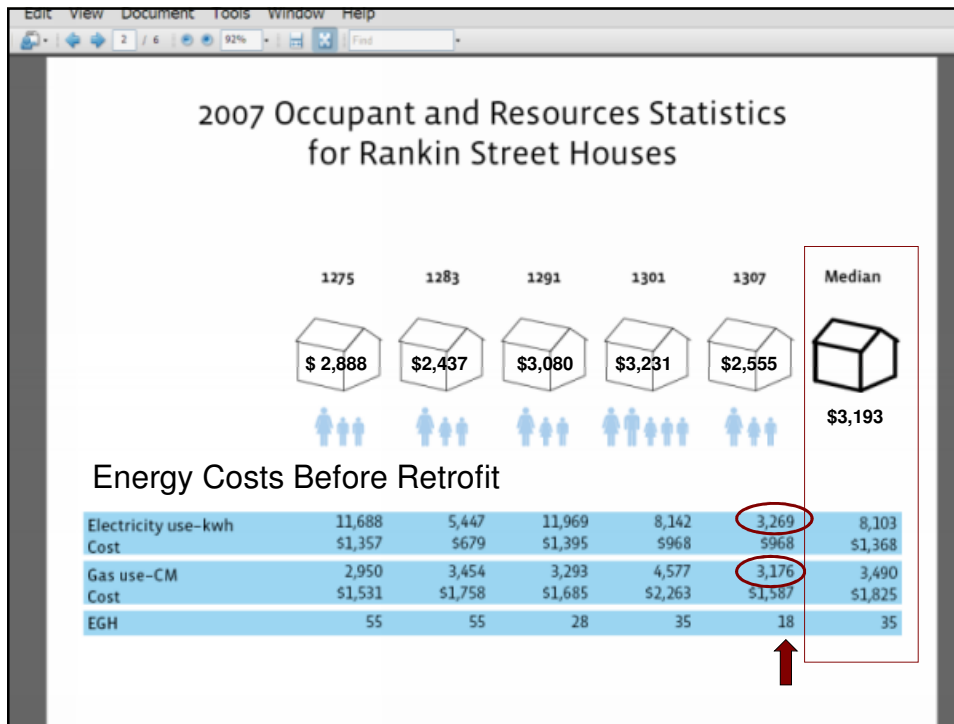 Edit View Document Tools Window Help
2 / 6 92% Find
2007 Occupant and Resources Statistics
for Rankin Street Houses
1275 1283 1291 1301 1307 Median
$ 2,888 $2,437 $3,080 $3,231 $2,555
$3,193
Energy Costs Before Retrofit
Electricity use-kwh 11,688 5,447 11,969 8,142 3,269 8,103
Cost $1,357 $679 $1,395 $968 $968 $1,368
Gas use-CM 2,950 3,454 3,293 4,577 3,176 3,490
Cost $1,531 $1,758 $1,685 $2,263 $1,587 $1,825
EGH 55 55 28 35 18 35